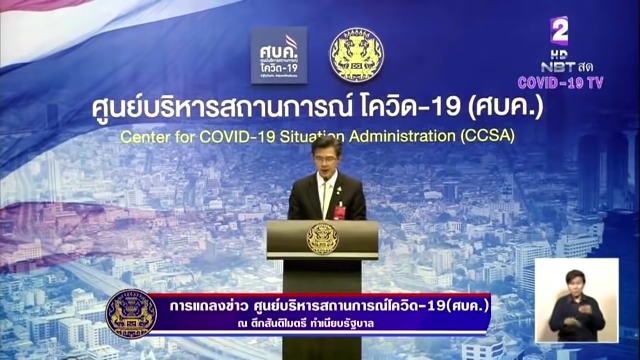 ศบค.
โควิด-19
2
HD
NBT สด
COVID-19 TV
ศูนย์บริหารสถานการณ์ โควิด-19 (ศบค.)
Center for COVID-19 Situation Administration (CCSA)
การแถลงข่าว ศูนย์บริหารสถานการณ์โควิด-19(ศบค.)
ณ ตึกสันติไมตรี ทำเนียบรัฐบาล